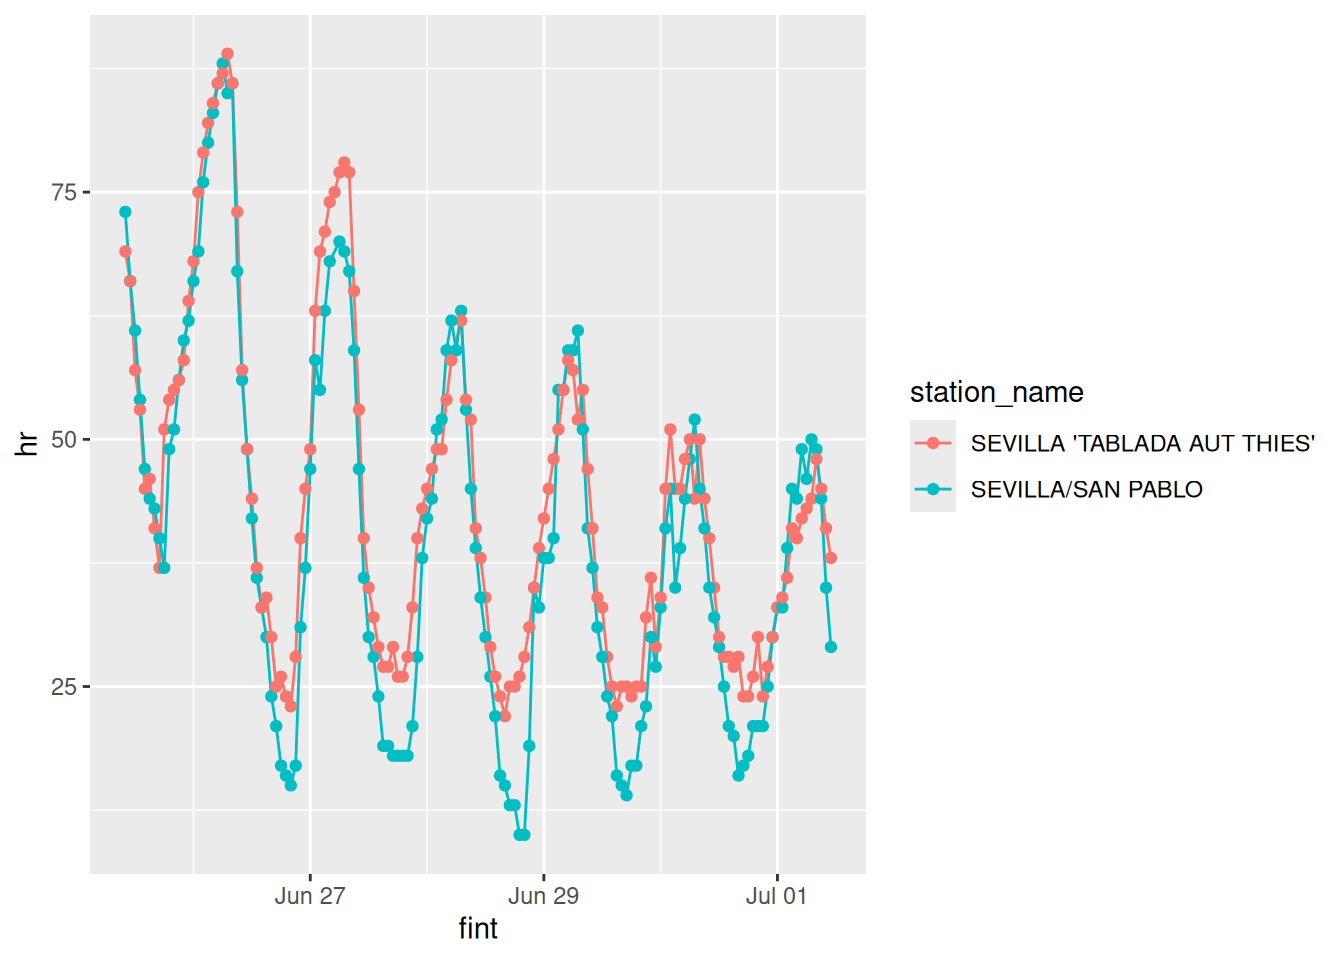 75
50
25
hr
Jun 27
Jun 29
Jul 01
fint
station_name
SEVILLA 'TABLADA AUT THIES'
SEVILLA/SAN PABLO